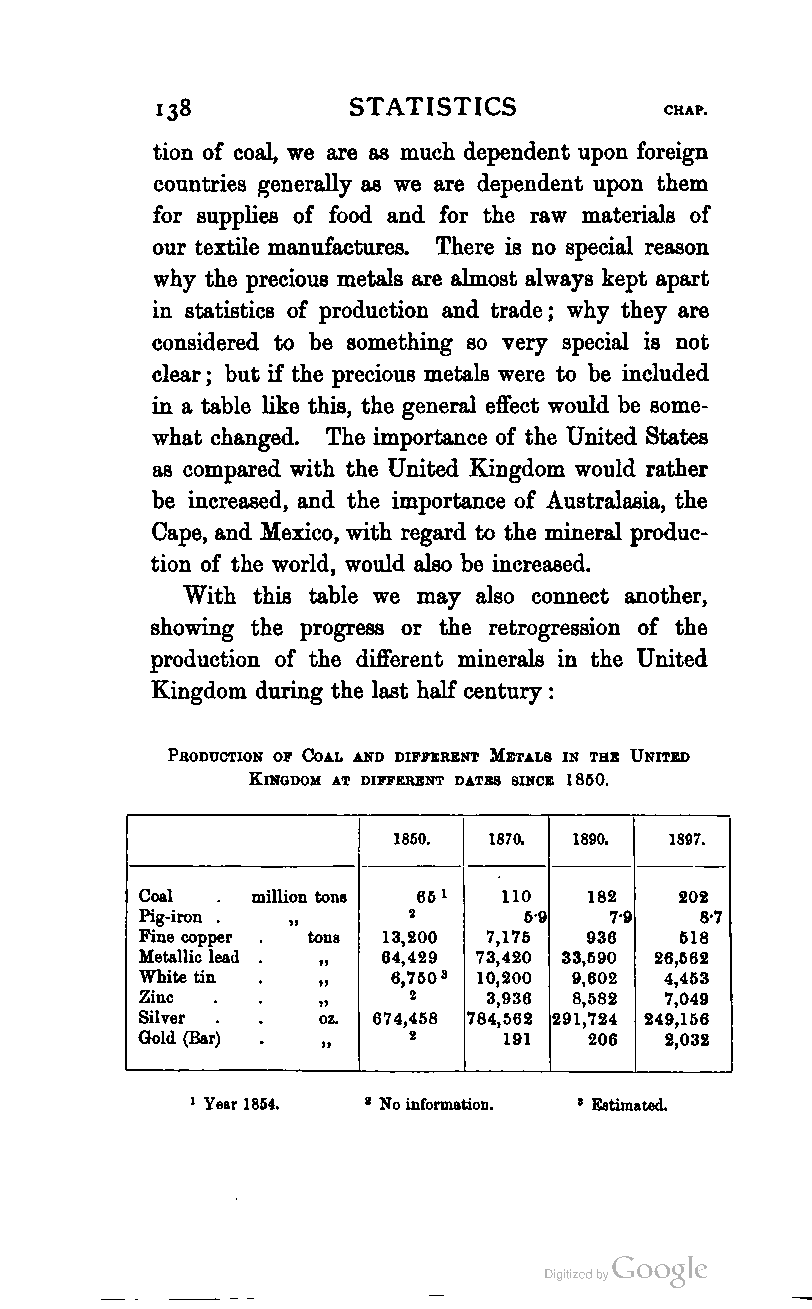 138 STATISTICS CHAP.
tion of coal, we are as much dependent upon foreign
countries generally as we are dependent upon them
for supplies of food and for the raw materials of
our textile manufactures. There is no special reason
why the precious metals are almost always kept apart
in statistics of production and trade; why they are
considered to be something so very special is not
clear; but if the precious metals were to be included
in a table like this, the general effect would be some-
what changed. The importance of the United States
as compared with the United Kingdom would rather
be increased, and the importance of Australasia, the
Cape, and Mexico, with regard to the mineral produc-
tion of the world, would also be increased.
With this table we may also connect another,
showing the progress or the retrogression of the
production of the different minerals in the United
Kingdom during the last half century:
PRODUCTION OF COAL AND DIFFERENT METALS IN THE UNITED
KINGDOM AT DIFFERENT DATES SINCE 1850.
1850. 1870. 1890. 1897.
Coal . million tons 65¹ 110 182 202
Pig-iron . „ ² 5·9 7·9 8·7
Fine copper . tons 13,200 7,175 936 518
Metallic lead . „ 64,429 73,420 33,590 26,562
White tin . „ 6,750³ 10,200 9,602 4,453
Zinc . . „ ² 3,936 8,582 7,049
Silver . . oz. 674,458 784,562 291,724 249,156
Gold (Bar) . „ ² 191 206 2,032
¹ Year 1854. ² No information. ³ Estimated.
Digitized by Google